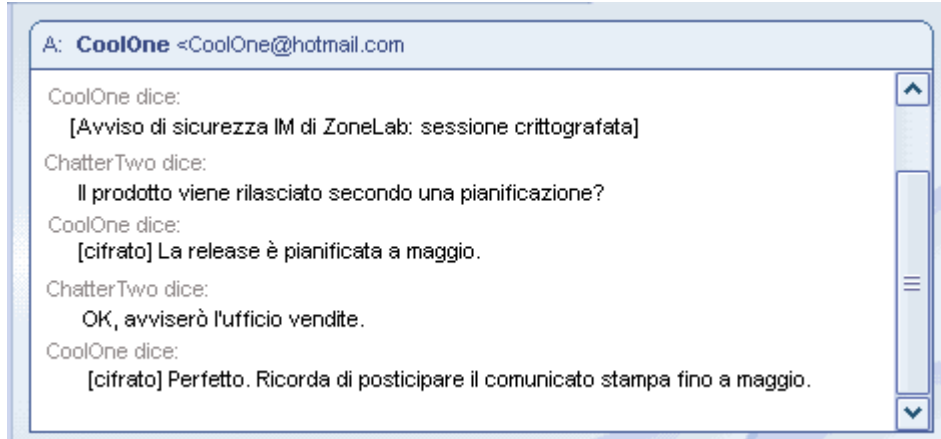 A: CoolOne <CoolOne@hotmail.com
CoolOne dice:
[Avviso di sicurezza IM di ZoneLab: sessione crittografata]
ChatterTwo dice:
Il prodotto viene rilasciato secondo una pianificazione?
CoolOne dice:
[cifrato] La release è pianificata a maggio.
ChatterTwo dice:
OK, avviserò l'ufficio vendite.
CoolOne dice:
[cifrato] Perfetto. Ricorda di posticipare il comunicato stampa fino a maggio.